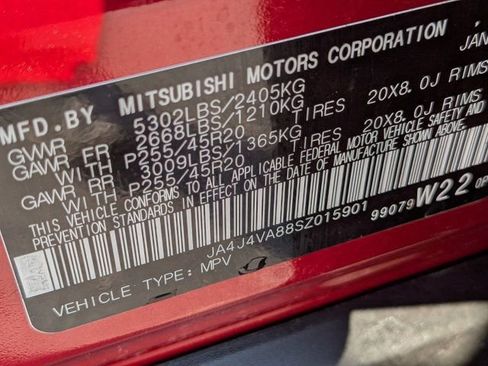 MFD.BY MITSUBISHI MOTORS CORPORATION JAN
GVWR 5302LBS/2405KG
GAWR FR 2668LBS/1210KG
WITH P255/45R20 TIRES 20X8.0J RIMS
GAWR RR 3009LBS/1365KG
WITH P255/45R20 TIRES 20X8.0J RIMS
THIS VEHICLE CONFORMS TO ALL APPLICABLE FEDERAL MOTOR VEHICLE SAFETY AND
THEFT PREVENTION STANDARDS IN EFFECT ON THE DATE OF MANUFACTURE SHOWN ABOVE.
99079 W22
JA4J4VA88SZ015901
VEHICLE TYPE: MPV